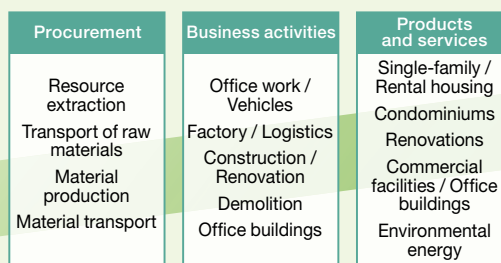 Procurement
Resource
extraction
Transport of raw
materials
Material
production
Material transport
Business activities
Office work /
Vehicles
Factory / Logistics
Construction /
Renovation
Demolition
Office buildings
Products
and services
Single-family /
Rental housing
Condominiums
Renovations
Commercial
facilities / Office
buildings
Environmental
energy